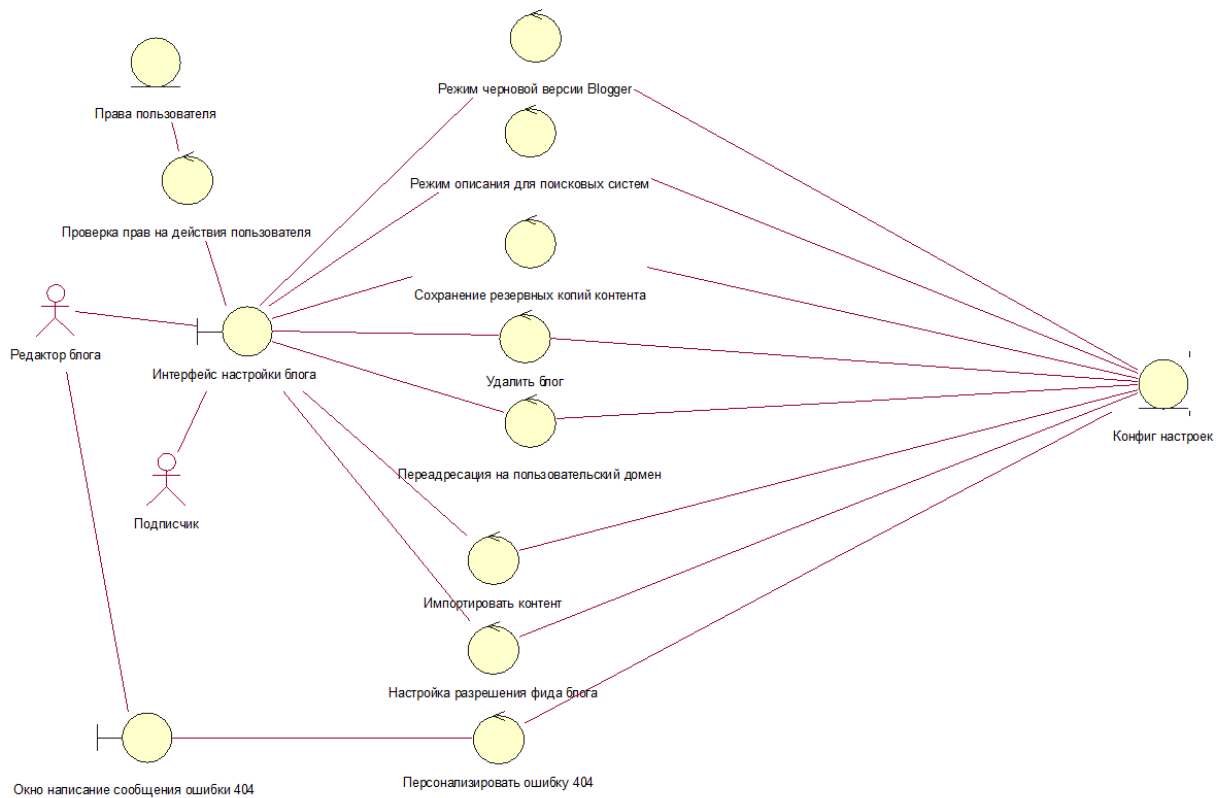 Режим черновой версии Blogger
Права пользователя
Режим описания для поисковых систем
Проверка прав на действия пользователя
Сохранение резервных копий контента
Редактор блога
Интерфейс настройки блога
Удалить блог
Конфиг настроек
Переадресация на пользовательский домен
Подписчик
Импортировать контент
Настройка разрешения фида блога
Окно написание сообщения ошибки 404
Персонализировать ошибку 404